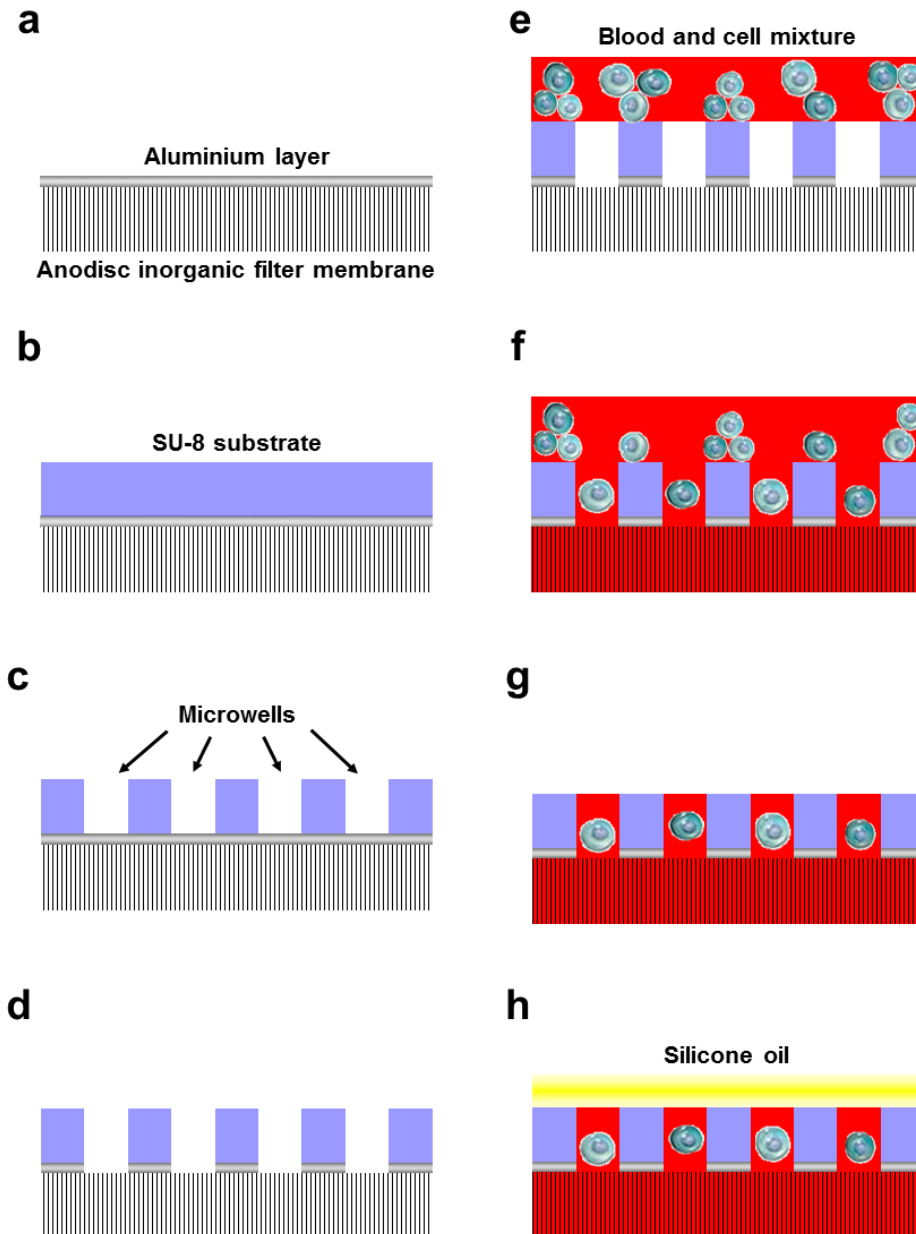 a
Aluminium layer
Anodisc inorganic filter membrane
b
SU-8 substrate
c
Microwells
d
e
Blood and cell mixture
f
g
h
Silicone oil